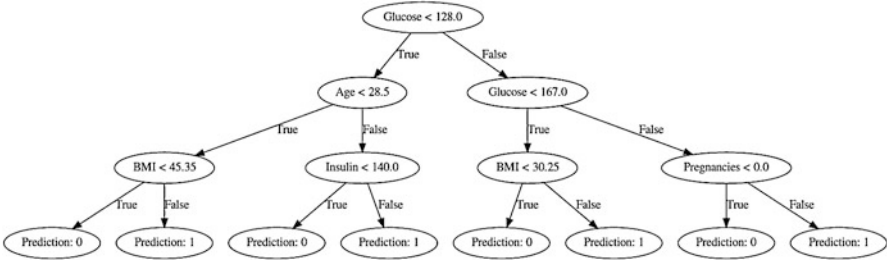 Glucose < 128.0
True
False
Age < 28.5
Glucose < 167.0
True
False
True
False
BMI < 45.35
Insulin < 140.0
BMI < 30.25
Pregnancies < 0.0
True
False
True
False
True
False
True
False
Prediction: 0
Prediction: 1
Prediction: 0
Prediction: 1
Prediction: 0
Prediction: 1
Prediction: 0
Prediction: 1